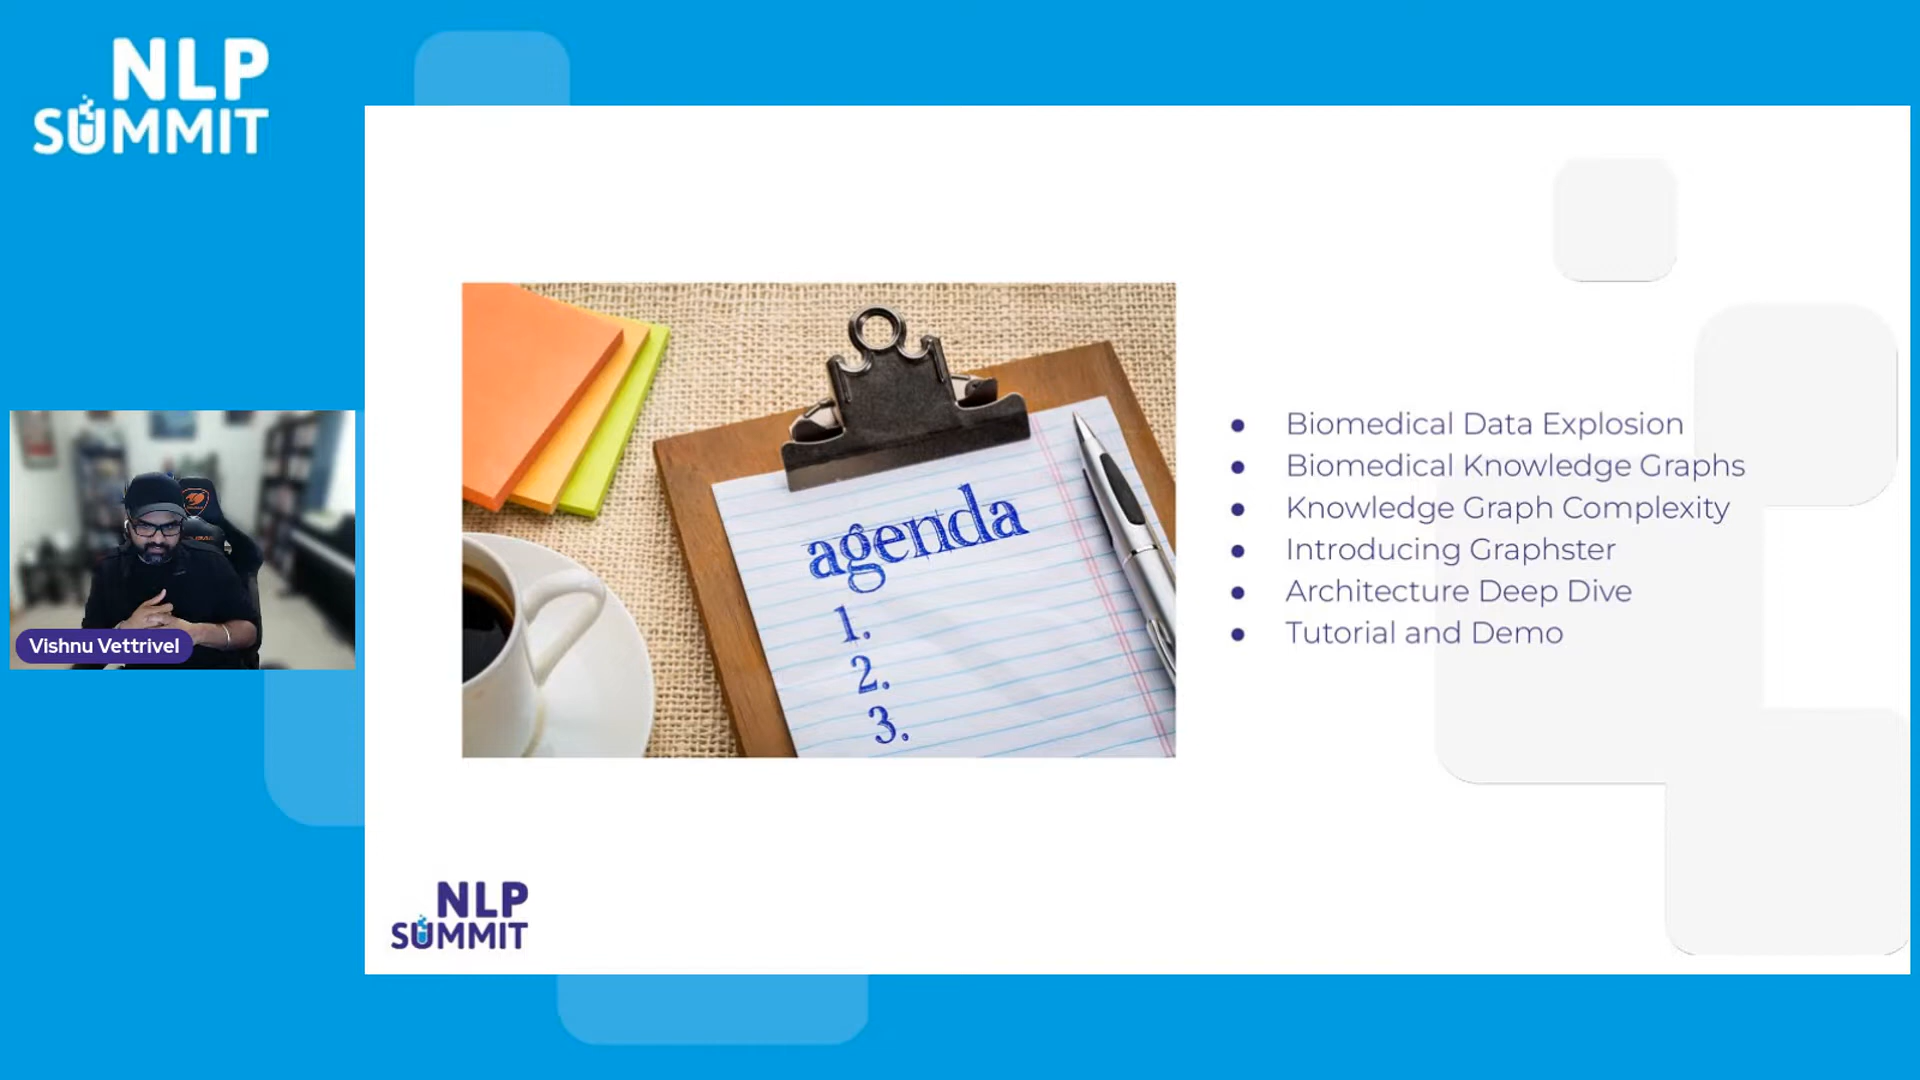 NLP
SUMMIT
agenda
1.
2.
3.
• Biomedical Data Explosion
• Biomedical Knowledge Graphs
• Knowledge Graph Complexity
• Introducing Graphster
• Architecture Deep Dive
• Tutorial and Demo
Vishnu Vettrivel
NLP
SUMMIT